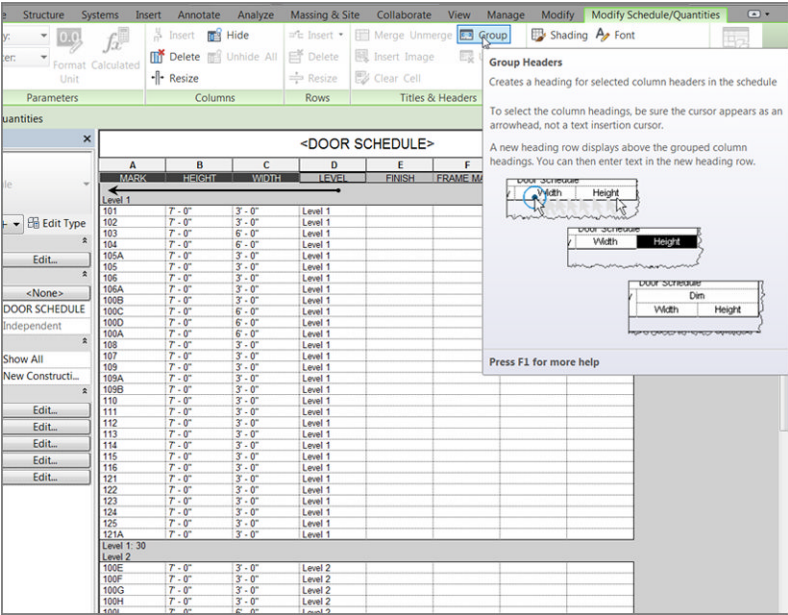 e Structure Systems Insert Annotate Analyze Massing & Site Collaborate View Manage Modify Modify Schedule/Quantities
y: 0.0 fx Insert Hide Insert Merge Unmerge Group Shading Font
ter: Format Calculated Delete Unhide All Delete Insert Image
Unit Resize Resize Clear Cell
Parameters Columns Rows Titles & Headers
uantities
Group Headers
Creates a heading for selected column headers in the schedule
To select the column headings, be sure the cursor appears as an
arrowhead, not a text insertion cursor.
A new heading row displays above the grouped column
headings. You can then enter text in the new heading row.
Door Schedule
Width Height
Door Schedule
Width Height
Door Schedule
Dim
Width Height
Press F1 for more help
Edit Type
Edit...
<None>
DOOR SCHEDULE
Independent
Show All
New Constructi...
Edit...
Edit...
Edit...
Edit...
Edit...
<DOOR SCHEDULE>
A B C D E F
MARK HEIGHT WIDTH LEVEL FINISH FRAME MA
Level 1
101 7' - 0" 3' - 0" Level 1
102 7' - 0" 3' - 0" Level 1
103 7' - 0" 6' - 0" Level 1
104 7' - 0" 6' - 0" Level 1
105A 7' - 0" 3' - 0" Level 1
105 7' - 0" 3' - 0" Level 1
106 7' - 0" 3' - 0" Level 1
106A 7' - 0" 3' - 0" Level 1
100B 7' - 0" 3' - 0" Level 1
100C 7' - 0" 6' - 0" Level 1
100D 7' - 0" 6' - 0" Level 1
100A 7' - 0" 6' - 0" Level 1
108 7' - 0" 3' - 0" Level 1
107 7' - 0" 3' - 0" Level 1
109 7' - 0" 3' - 0" Level 1
109A 7' - 0" 3' - 0" Level 1
109B 7' - 0" 3' - 0" Level 1
110 7' - 0" 3' - 0" Level 1
111 7' - 0" 3' - 0" Level 1
112 7' - 0" 3' - 0" Level 1
113 7' - 0" 3' - 0" Level 1
114 7' - 0" 3' - 0" Level 1
115 7' - 0" 3' - 0" Level 1
116 7' - 0" 3' - 0" Level 1
121 7' - 0" 3' - 0" Level 1
122 7' - 0" 3' - 0" Level 1
123 7' - 0" 3' - 0" Level 1
124 7' - 0" 3' - 0" Level 1
125 7' - 0" 3' - 0" Level 1
121A 7' - 0" 3' - 0" Level 1
Level 1: 30
Level 2
100E 7' - 0" 3' - 0" Level 2
100F 7' - 0" 3' - 0" Level 2
100G 7' - 0" 3' - 0" Level 2
100H 7' - 0" 3' - 0" Level 2
7' - 0" 6' - 0" Level 2